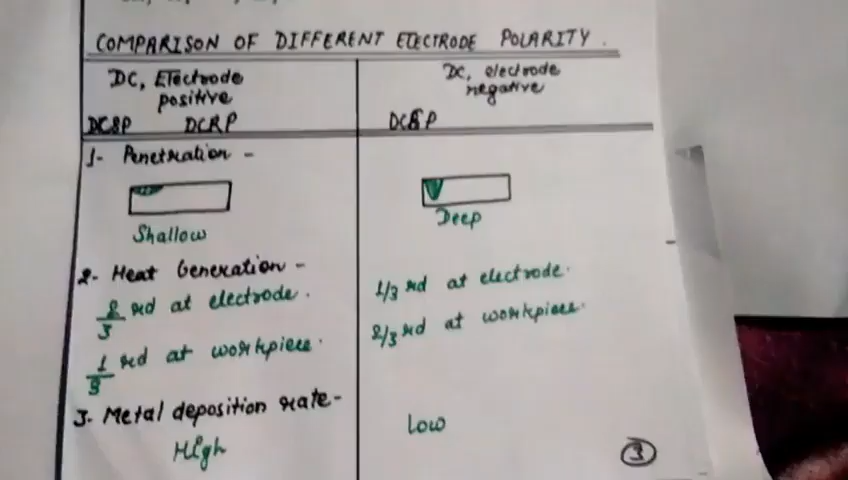 COMPARISON OF DIFFERENT ELECTRODE POLARITY.
DC, Electrode positive
DC, electrode negative
DCSP DCRP
DCSP
1- Penetration -
Shallow
Deep
2- Heat Generation -
2/3 rd at electrode.
1/3 rd at electrode.
1/3 rd at workpiece.
2/3 rd at workpiece.
3- Metal deposition rate-
High
Low
3